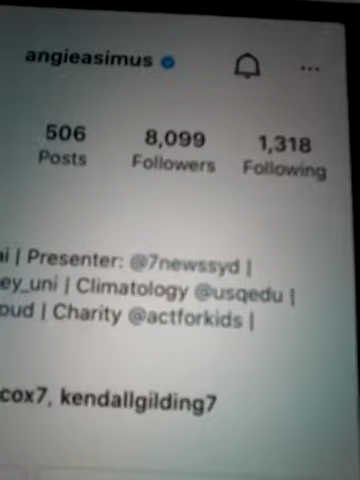 angieasimus
506 8,099 1,318
Posts Followers Following
ai | Presenter: @7newssyd |
ey_uni | Climatology @usqedu |
oud | Charity @actforkids |
cox7, kendallgilding7